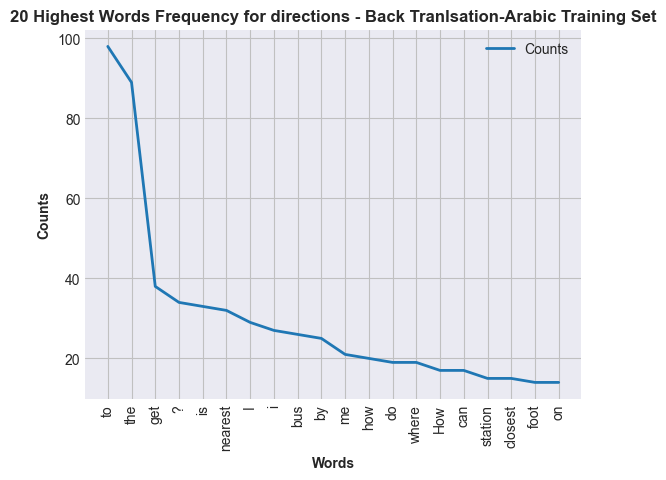 20 Highest Words Frequency for directions - Back Tranlsation-Arabic Training Set
Counts
100
80
60
40
20
Counts
to
the
get
?
is
nearest
I
i
bus
by
me
how
do
where
How
can
station
closest
foot
on
Words